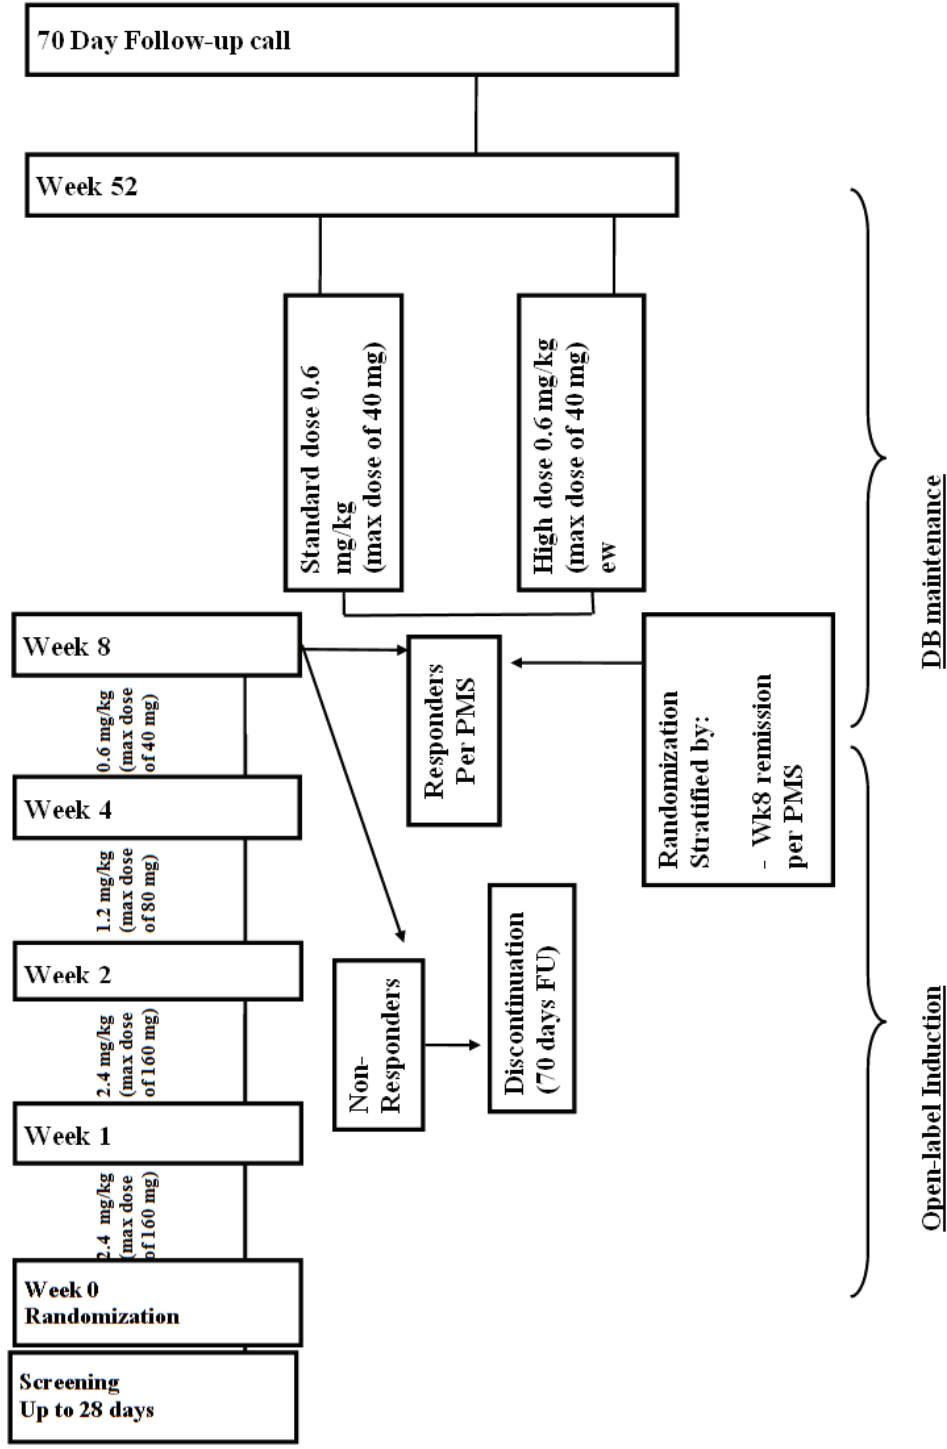 70 Day Follow-up call
Week 52
Standard dose 0.6
mg/kg
(max dose of 40 mg)
High dose 0.6 mg/kg
(max dose of 40 mg)
ew
Week 8
0.6 mg/kg
(max dose
of 40 mg)
Responders
Per PMS
Randomization
Stratified by:
- Wk8 remission
per PMS
DB maintenance
Week 4
1.2 mg/kg
(max dose
of 80 mg)
Week 2
2.4 mg/kg
(max dose
of 160 mg)
Non-
Responders
Discontinuation
(70 days FU)
Week 1
2.4 mg/kg
(max dose
of 160 mg)
Week 0
Randomization
Screening
Up to 28 days
Open-label Induction